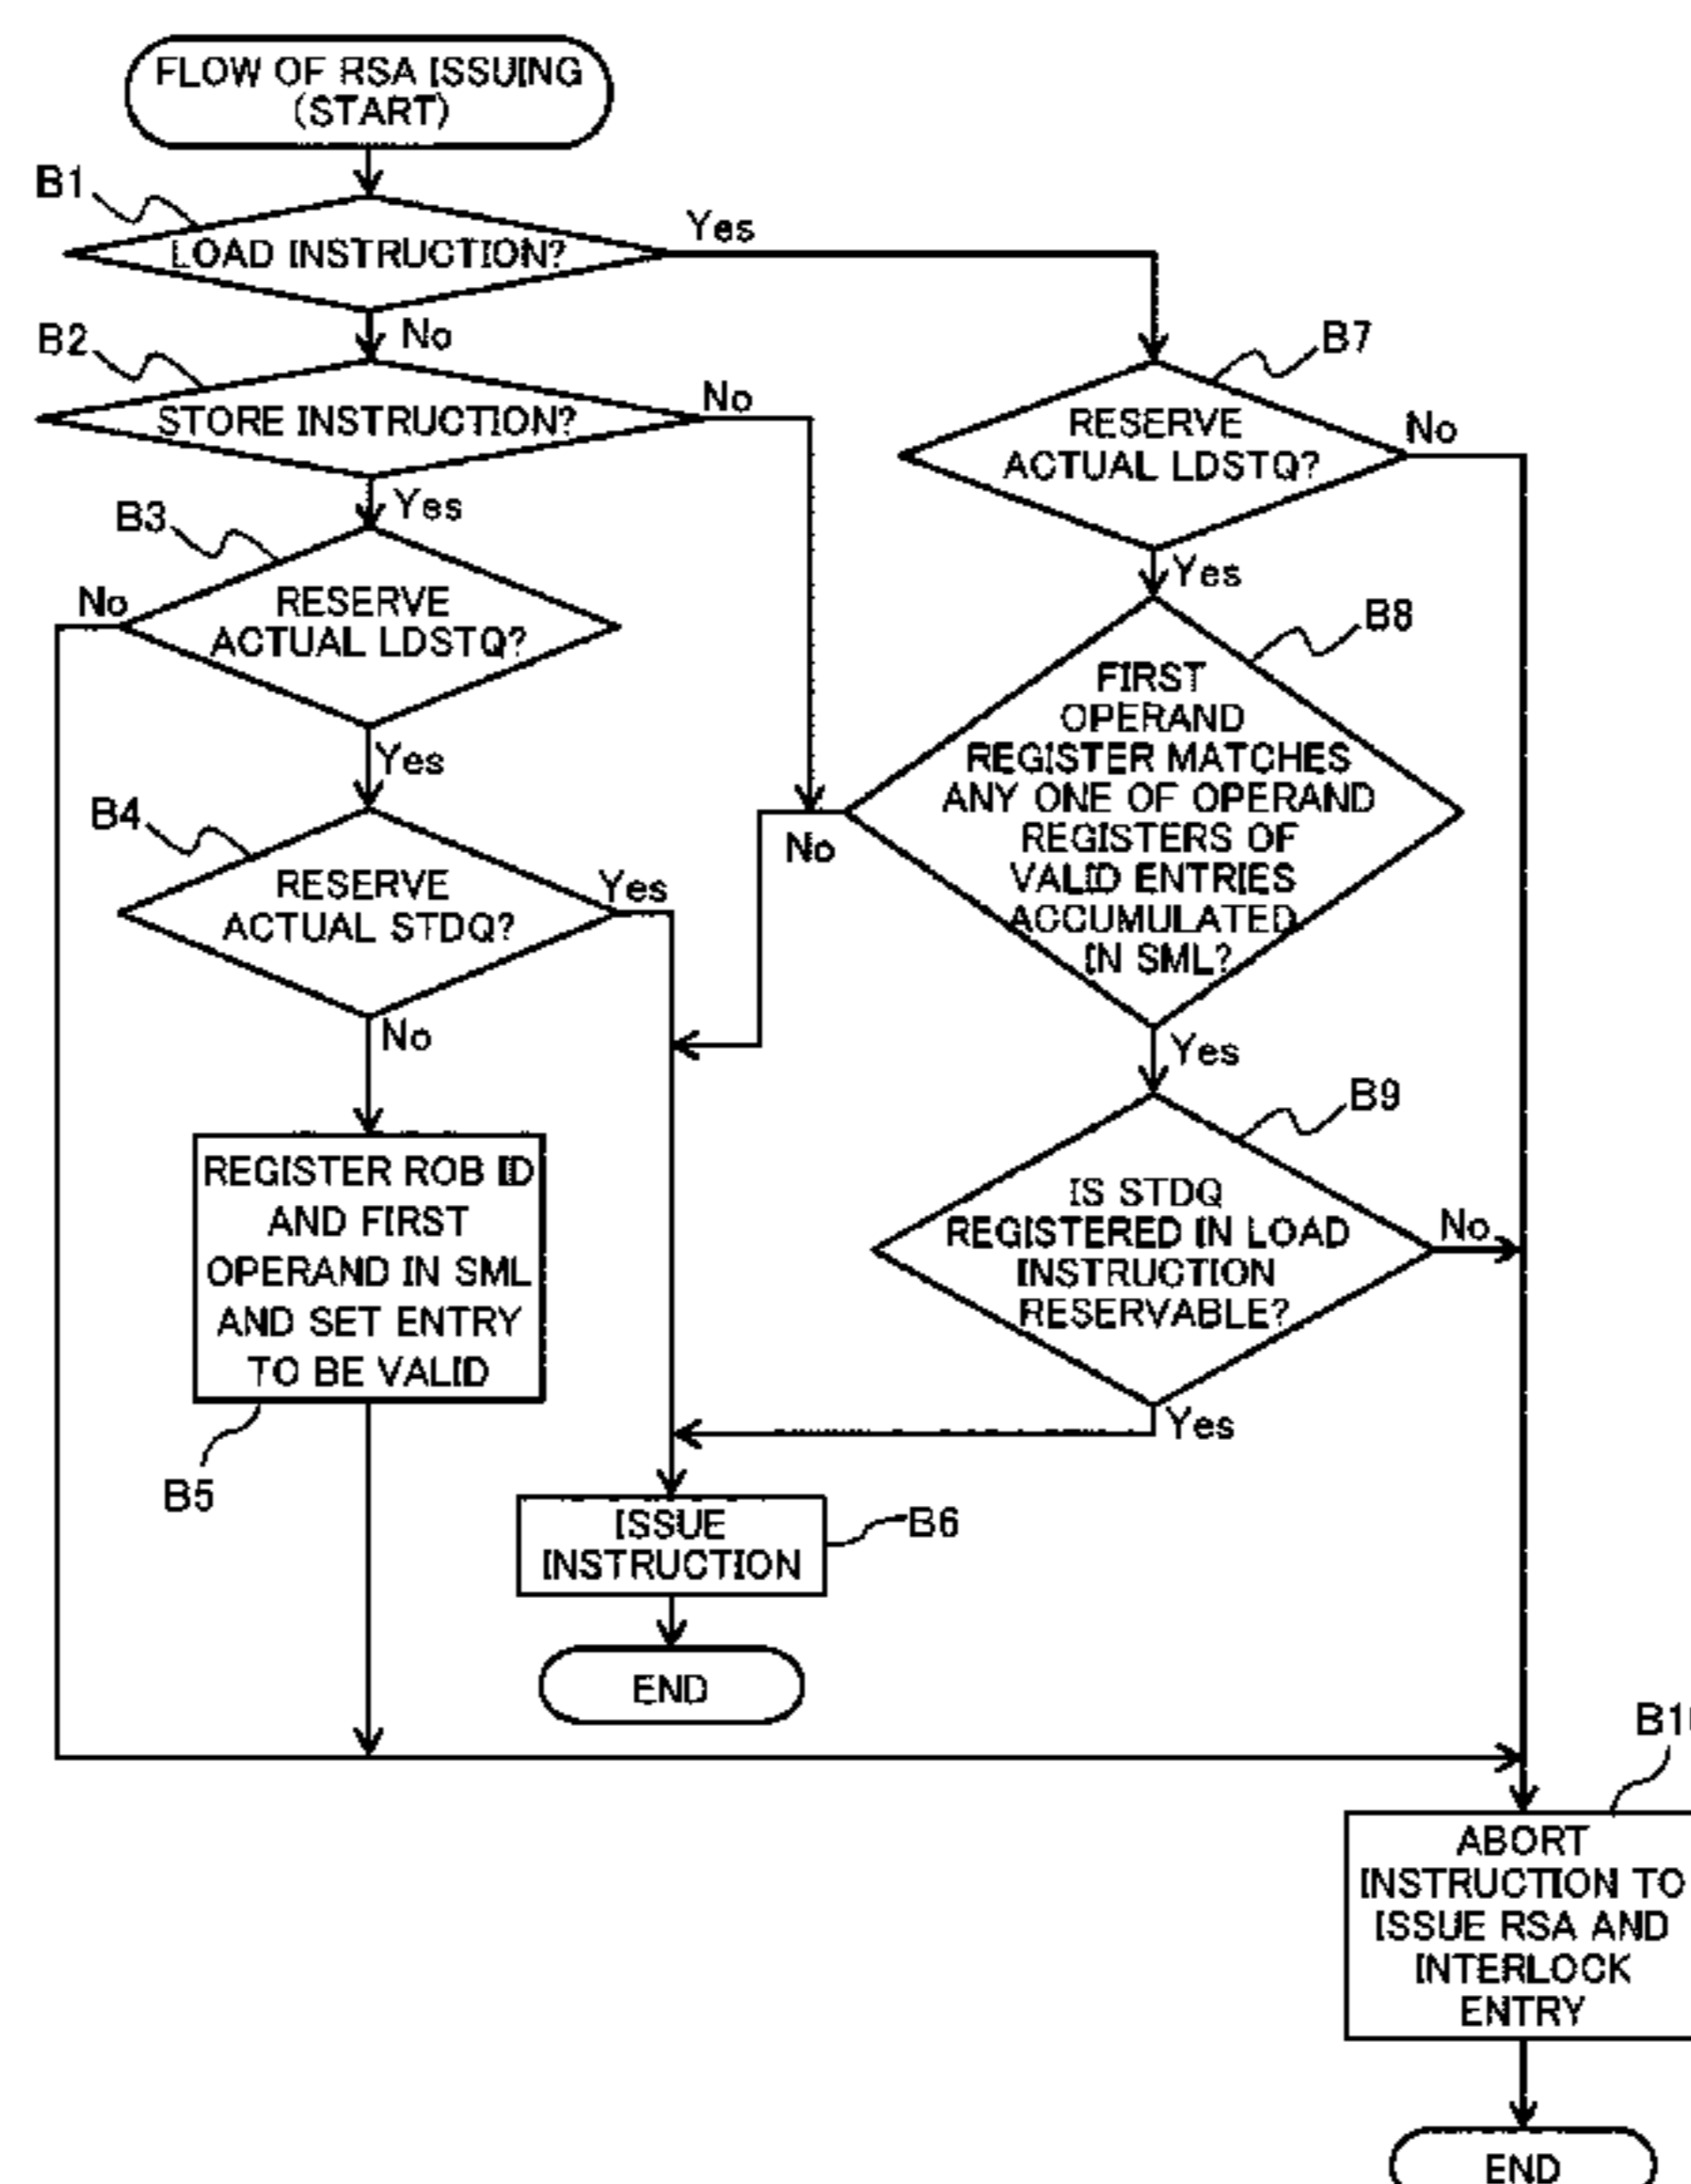 FLOW OF RSA ISSUING
(START)
B1
LOAD INSTRUCTION?
Yes
No
B2
STORE INSTRUCTION?
No
Yes
B7
RESERVE
ACTUAL LDSTQ?
No
Yes
B3
RESERVE
ACTUAL LDSTQ?
No
Yes
B8
FIRST
OPERAND
REGISTER MATCHES
ANY ONE OF OPERAND
REGISTERS OF
VALID ENTRIES
ACCUMULATED
IN SML?
No
Yes
B4
RESERVE
ACTUAL STDQ?
Yes
No
B9
IS STDQ
REGISTERED IN LOAD
INSTRUCTION
RESERVABLE?
No
Yes
REGISTER ROB ID
AND FIRST
OPERAND IN SML
AND SET ENTRY
TO BE VALID
B5
ISSUE
INSTRUCTION
B6
END
ABORT
INSTRUCTION TO
ISSUE RSA AND
INTERLOCK
ENTRY
END